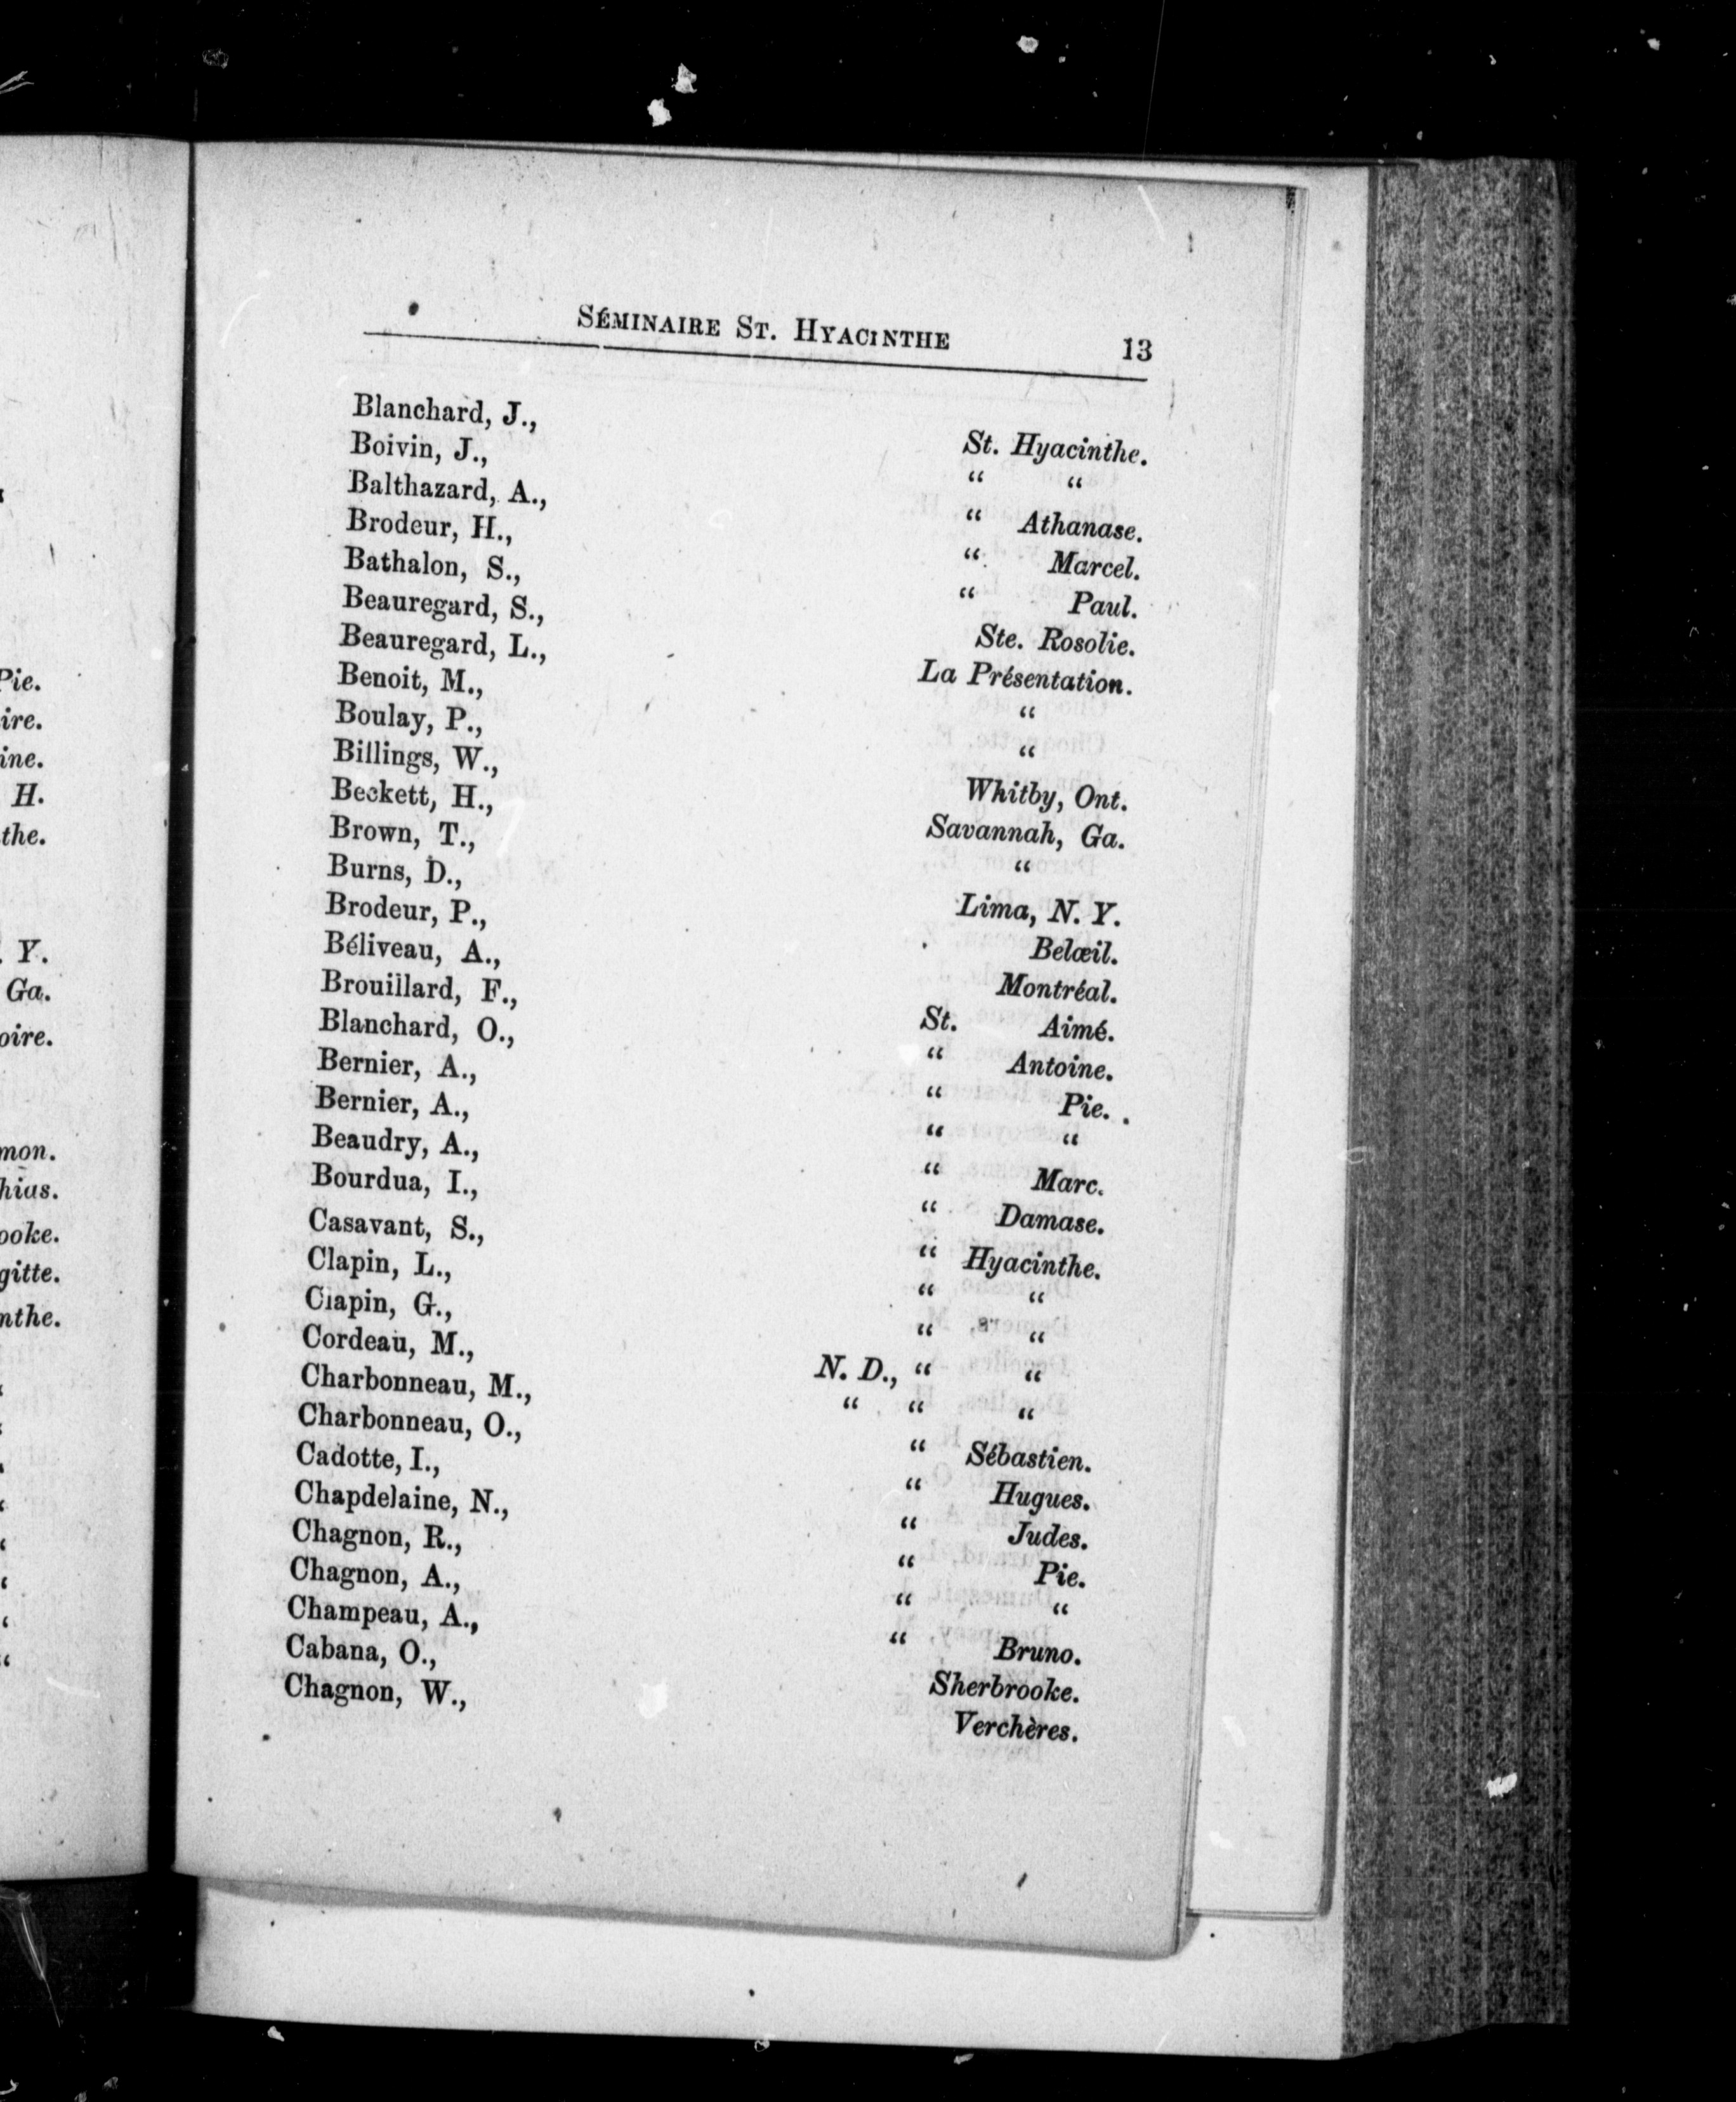 SÉMINAIRE ST. HYACINTHE 13
Blanchard, J., St. Hyacinthe.
Boivin, J., “ “
Balthazard, A., “ Athanase.
Brodeur, H., “ Marcel.
Bathalon, S., “ Paul.
Beauregard, S., Ste. Rosolie.
Beauregard, L., La Présentation.
Benoit, M., “
Boulay, P., “
Billings, W., Whitby, Ont.
Beckett, H., Savannah, Ga.
Brown, T., “
Burns, D., Lima, N. Y.
Brodeur, P., Belœil.
Béliveau, A., Montréal.
Brouillard, F., St. Aimé.
Blanchard, O., “ Antoine.
Bernier, A., “ Pie.
Bernier, A., “ “
Beaudry, A., “ Marc.
Bourdua, I., “ Damase.
Casavant, S., “ Hyacinthe.
Clapin, L., “ “
Clapin, G., “ “
Cordeau, M., N. D., “ “
Charbonneau, M., “ “ “
Charbonneau, O., “ Sébastien.
Cadotte, I., “ Hugues.
Chapdelaine, N., “ Judes.
Chagnon, R., “ Pie.
Chagnon, A., “ “
Champeau, A., “ Bruno.
Cabana, O., Sherbrooke.
Chagnon, W., Verchères.